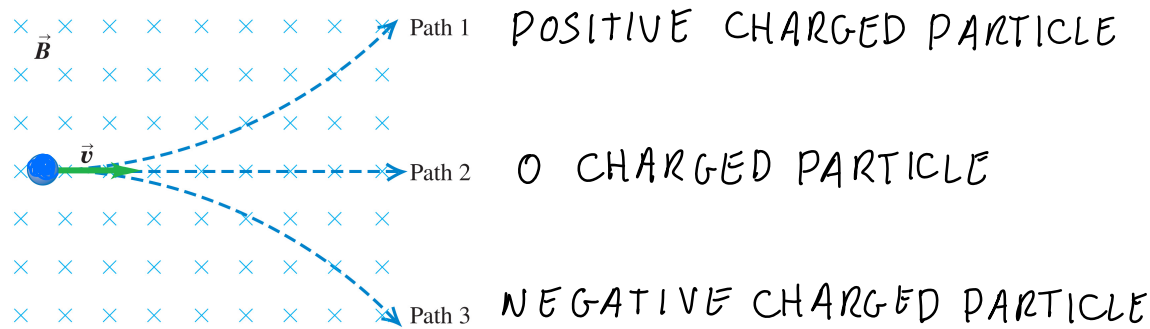 Path 1 POSITIVE CHARGED PARTICLE
B
v
Path 2 0 CHARGED PARTICLE
Path 3 NEGATIVE CHARGED PARTICLE